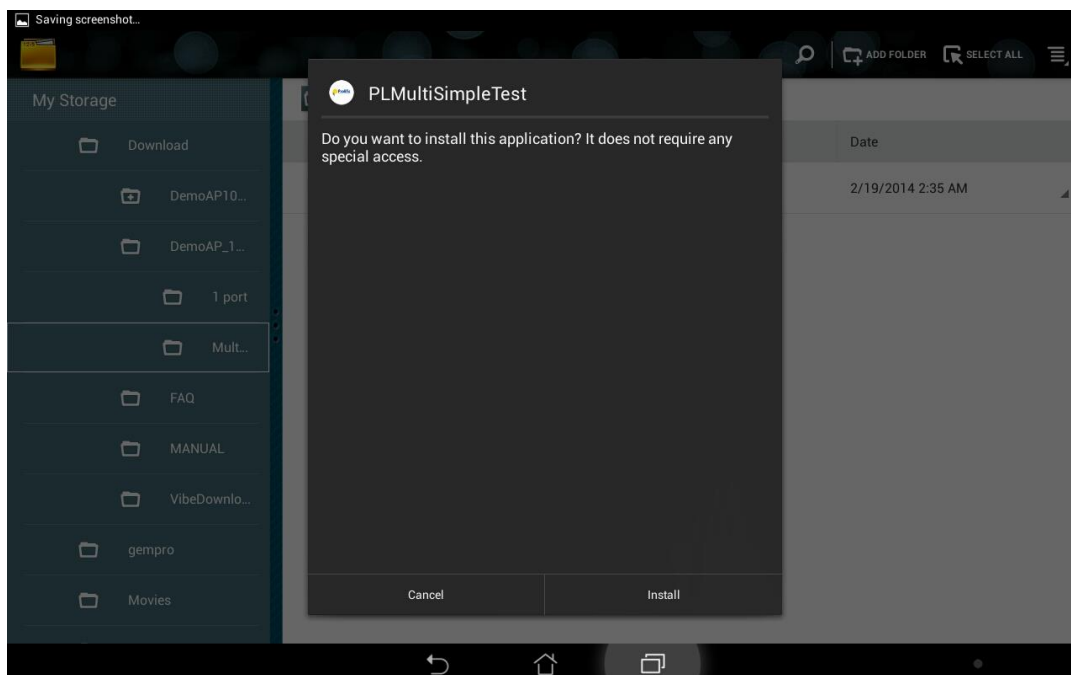 Saving screenshot...
ADD FOLDER
SELECT ALL
My Storage
PLMultiSimpleTest
Download
Do you want to install this application? It does not require any
special access.
Date
DemoAP10...
2/19/2014 2:35 AM
DemoAP_1...
1 port
Mult...
FAQ
MANUAL
VibeDownlo...
gempro
Movies
Cancel
Install